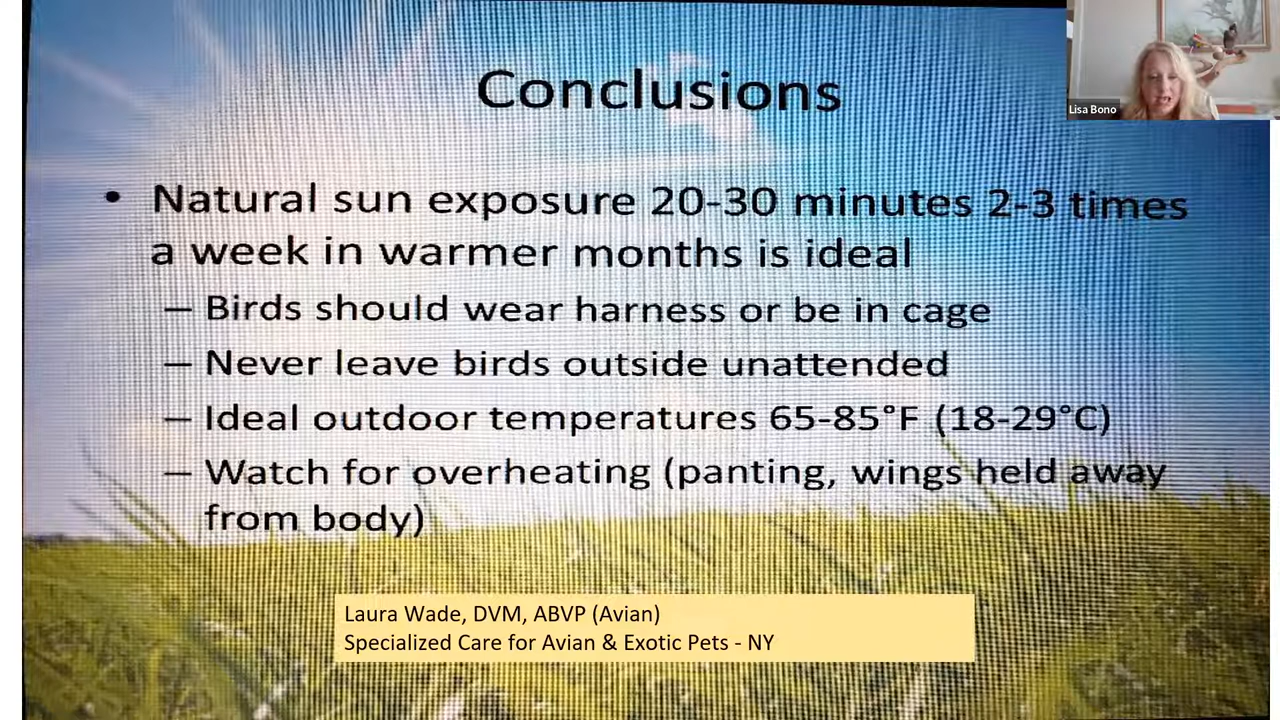 Conclusions
• Natural sun exposure 20-30 minutes 2-3 times
a week in warmer months is ideal
– Birds should wear harness or be in cage
– Never leave birds outside unattended
– Ideal outdoor temperatures 65-85°F (18-29°C)
– Watch for overheating (panting, wings held away
from body)
Laura Wade, DVM, ABVP (Avian)
Specialized Care for Avian & Exotic Pets - NY
Lisa Bono